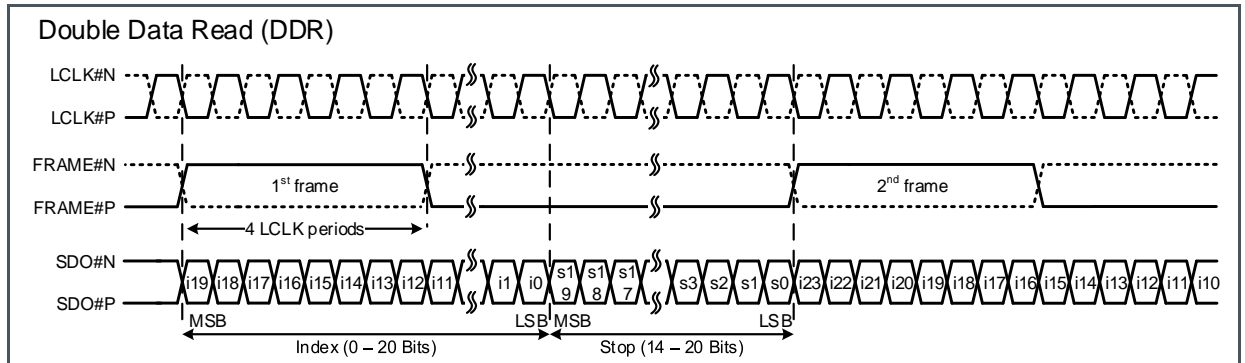 Double Data Read (DDR)
LCLK#N
LCLK#P
FRAME#N
FRAME#P
1st frame
2nd frame
4 LCLK periods
SDO#N
SDO#P
i19 i18 i17 i16 i15 i14 i13 i12 i11 i1 i0 s19 s18 s17 s3 s2 s1 s0 i23 i22 i21 i20 i19 i18 i17 i16 i15 i14 i13 i12 i11 i10
MSB LSB MSB LSB
Index (0 – 20 Bits) Stop (14 – 20 Bits)